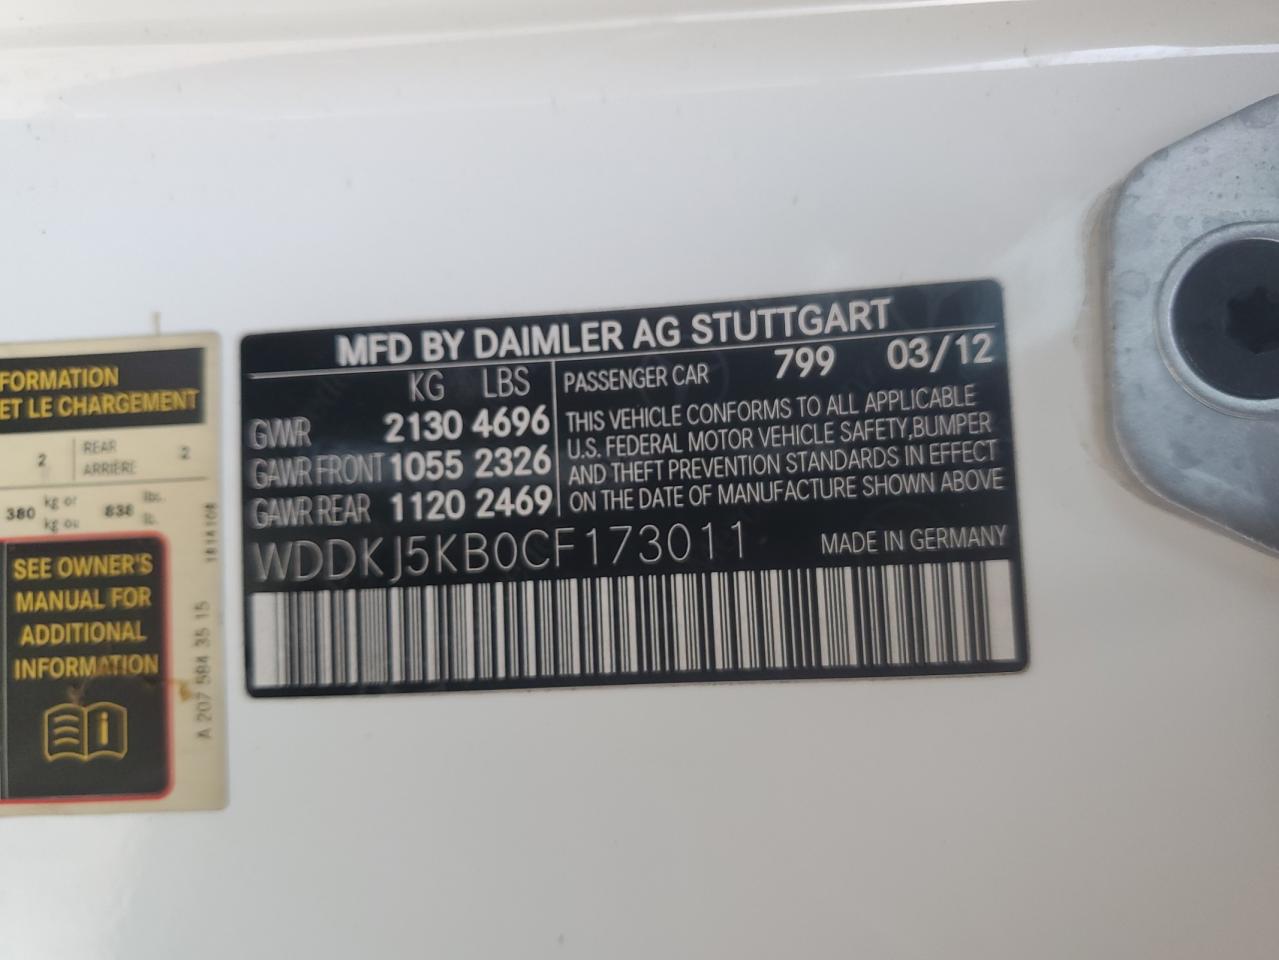 FORMATION
ET LE CHARGEMENT
2 REAR ARRIÈRE 2
380 kg or kg ou 838 lbs. lb.
SEE OWNER'S
MANUAL FOR
ADDITIONAL
INFORMATION
i
A 207 584 35 15
MFD BY DAIMLER AG STUTTGART
KG LBS
GVWR 2130 4696
GAWR FRONT 1055 2326
GAWR REAR 1120 2469
PASSENGER CAR 799 03/12
THIS VEHICLE CONFORMS TO ALL APPLICABLE
U.S. FEDERAL MOTOR VEHICLE SAFETY,BUMPER
AND THEFT PREVENTION STANDARDS IN EFFECT
ON THE DATE OF MANUFACTURE SHOWN ABOVE
WDDKJ5KB0CF173011 MADE IN GERMANY